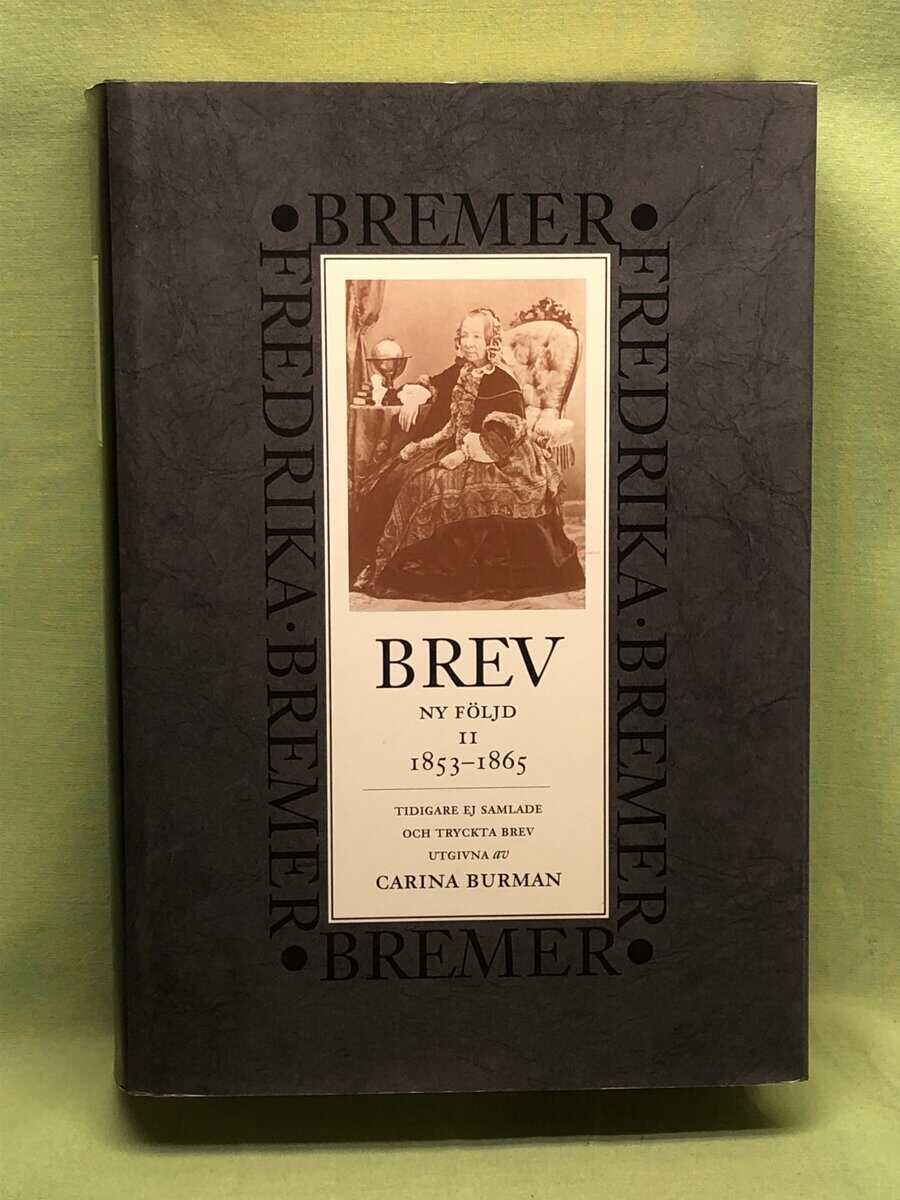 • BREMER •
FREDRIKA · BREMER
FREDRIKA · BREMER
BREV
NY FÖLJD
II
1853–1865
TIDIGARE EJ SAMLADE
OCH TRYCKTA BREV
UTGIVNA av
CARINA BURMAN
• BREMER •